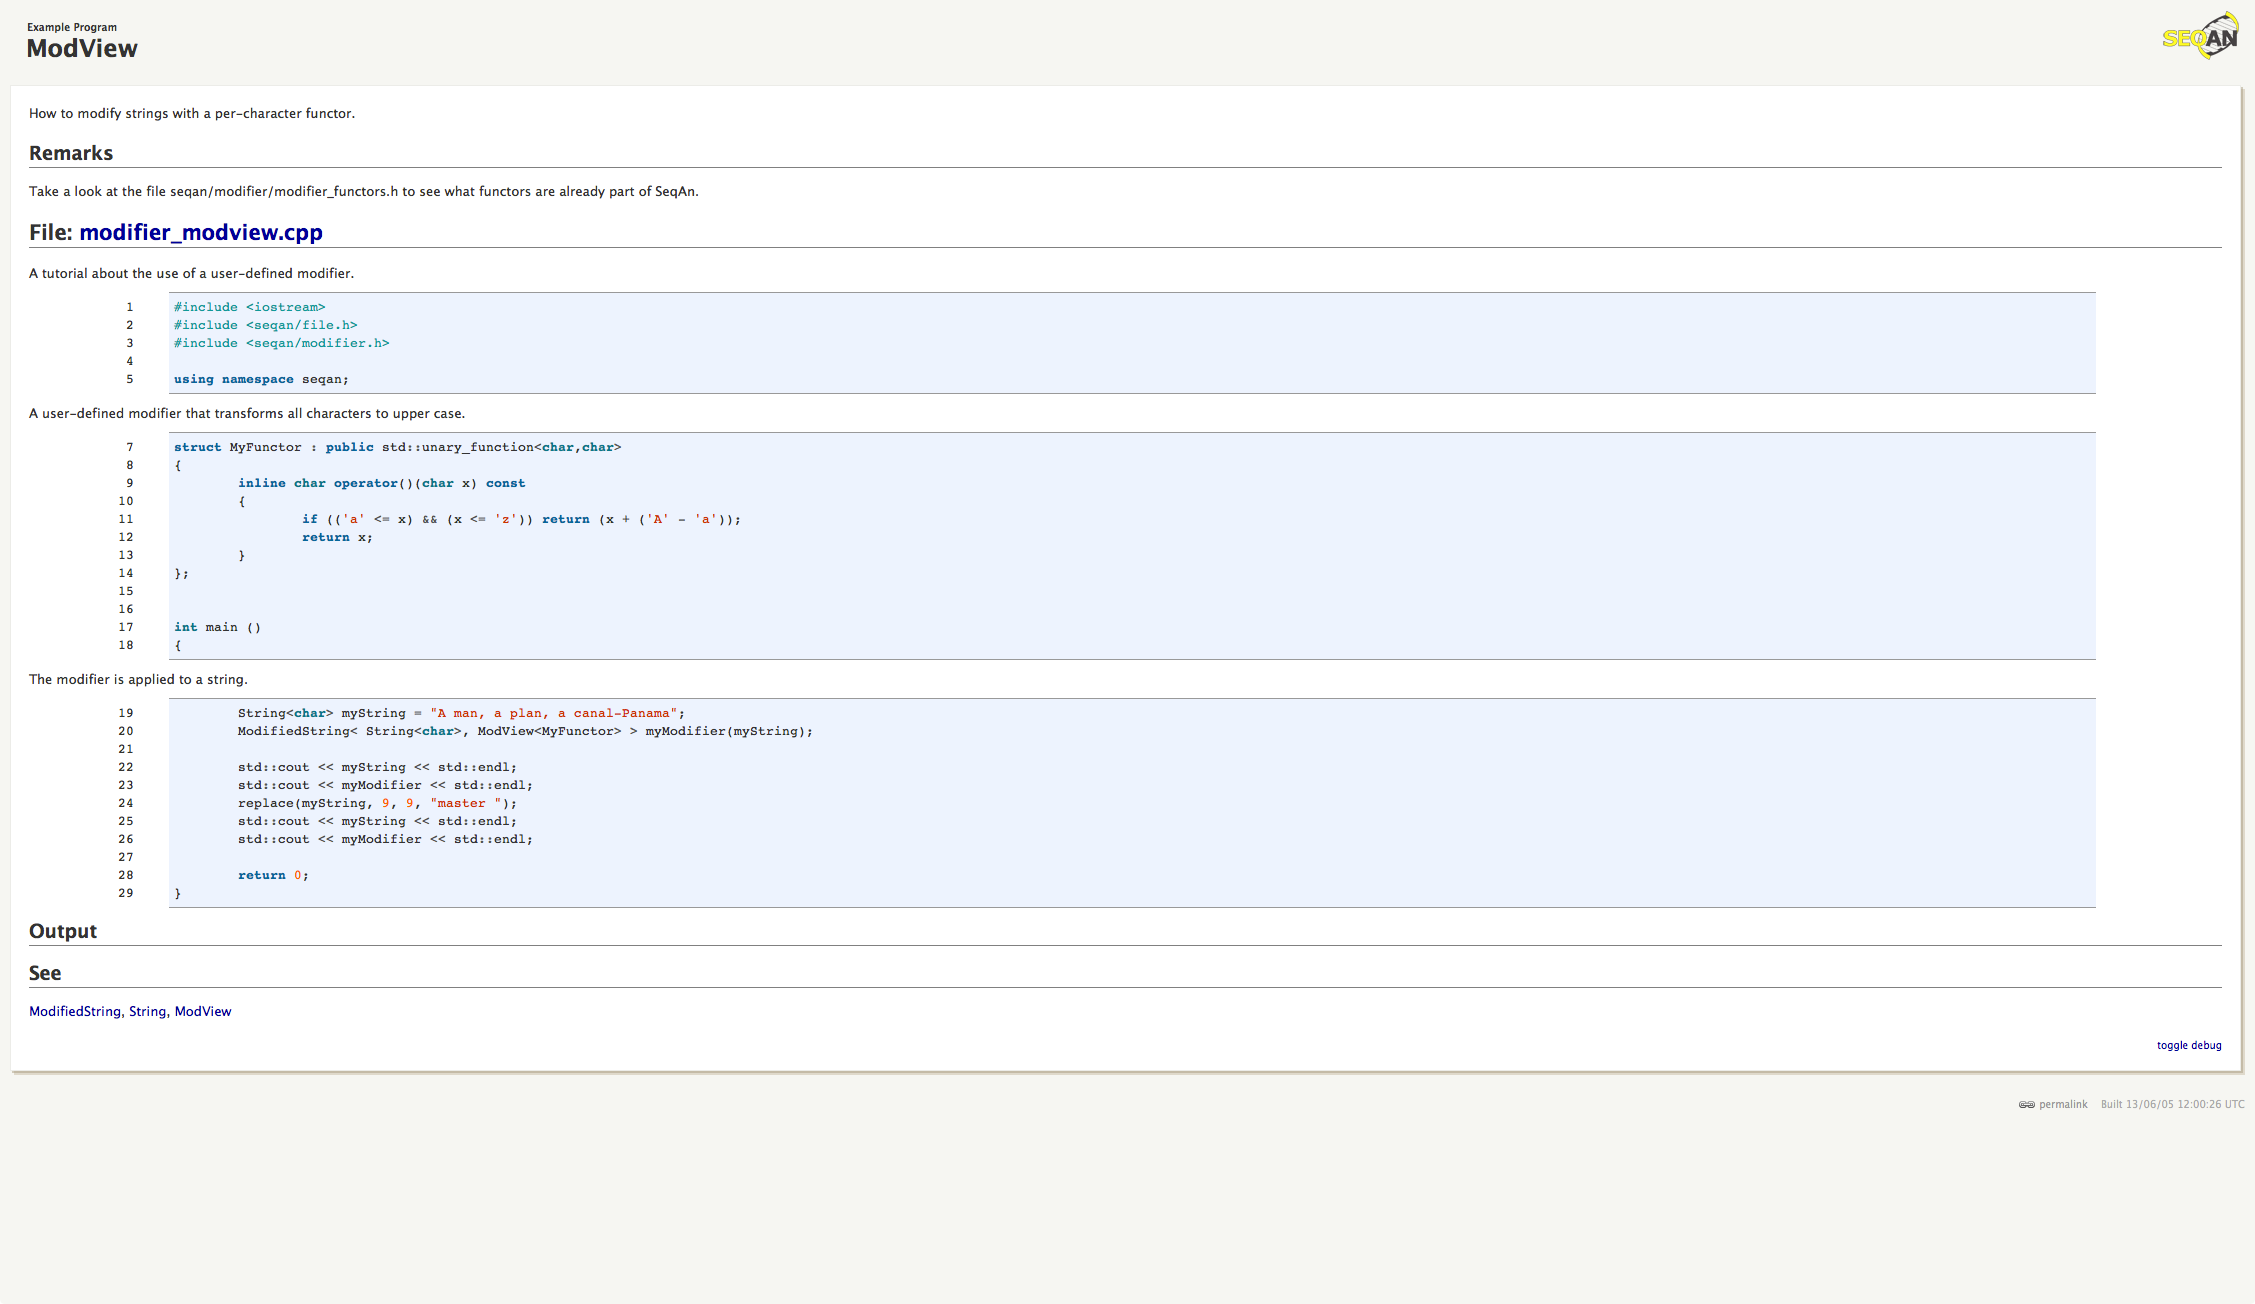 Example Program
ModView
SEQAN
How to modify strings with a per-character functor.
Remarks
Take a look at the file seqan/modifier/modifier_functors.h to see what functors are already part of SeqAn.
File: modifier_modview.cpp
A tutorial about the use of a user-defined modifier.
1 #include <iostream>
2 #include <seqan/file.h>
3 #include <seqan/modifier.h>
4
5 using namespace seqan;
A user-defined modifier that transforms all characters to upper case.
7 struct MyFunctor : public std::unary_function<char,char>
8 {
9 inline char operator()(char x) const
10 {
11 if (('a' <= x) && (x <= 'z')) return (x + ('A' - 'a'));
12 return x;
13 }
14 };
15
16
17 int main ()
18 {
The modifier is applied to a string.
19 String<char> myString = "A man, a plan, a canal-Panama";
20 ModifiedString< String<char>, ModView<MyFunctor> > myModifier(myString);
21
22 std::cout << myString << std::endl;
23 std::cout << myModifier << std::endl;
24 replace(myString, 9, 9, "master ");
25 std::cout << myString << std::endl;
26 std::cout << myModifier << std::endl;
27
28 return 0;
29 }
Output
See
ModifiedString, String, ModView
toggle debug
permalink Built 13/06/05 12:00:26 UTC